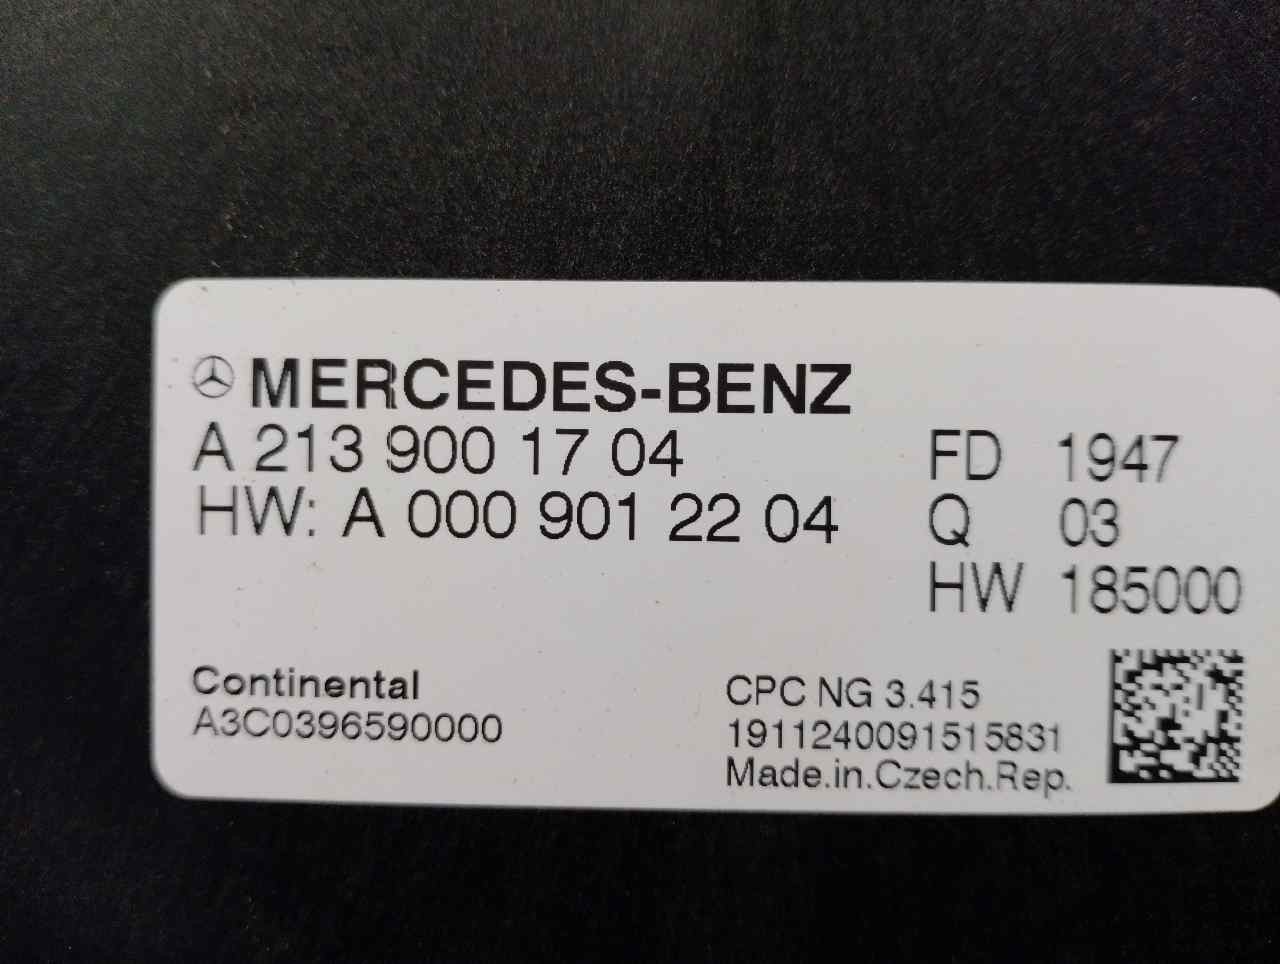 MERCEDES-BENZ
A 213 900 17 04
HW: A 000 901 22 04
FD 1947
Q 03
HW 185000
Continental
A3C0396590000
CPC NG 3.415
1911240091515831
Made.in.Czech.Rep.